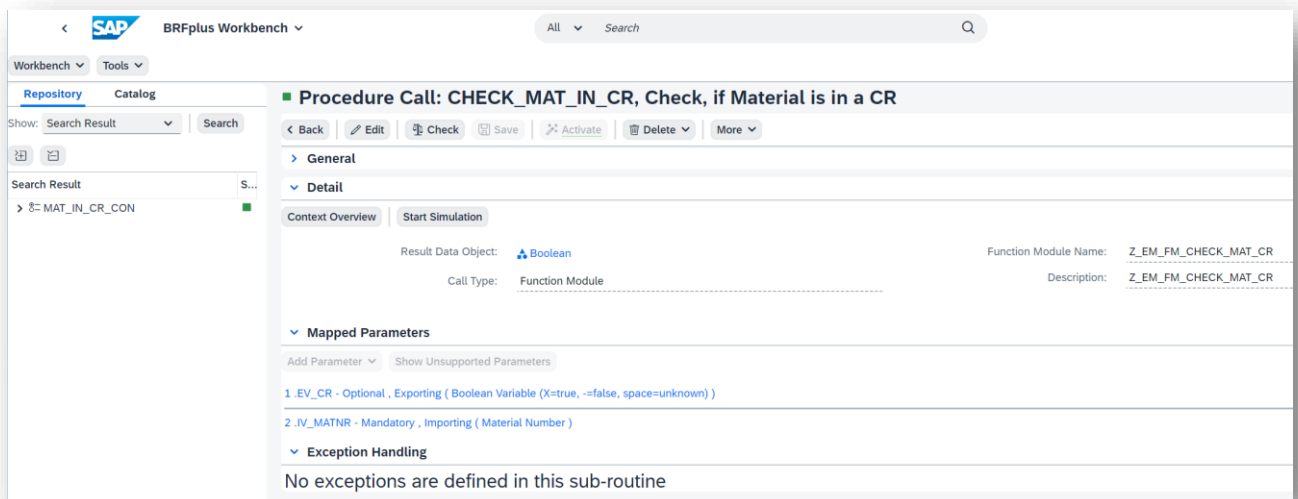 SAP BRFplus Workbench All Search
Workbench Tools
Repository Catalog
Show: Search Result Search
Search Result S...
MAT_IN_CR_CON
Procedure Call: CHECK_MAT_IN_CR, Check, if Material is in a CR
< Back Edit Check Save Activate Delete More
General
Detail
Context Overview Start Simulation
Result Data Object: Boolean Function Module Name: Z_EM_FM_CHECK_MAT_CR
Call Type: Function Module Description: Z_EM_FM_CHECK_MAT_CR
Mapped Parameters
Add Parameter Show Unsupported Parameters
1 .EV_CR - Optional , Exporting ( Boolean Variable (X=true, -=false, space=unknown) )
2 .IV_MATNR - Mandatory , Importing ( Material Number )
Exception Handling
No exceptions are defined in this sub-routine